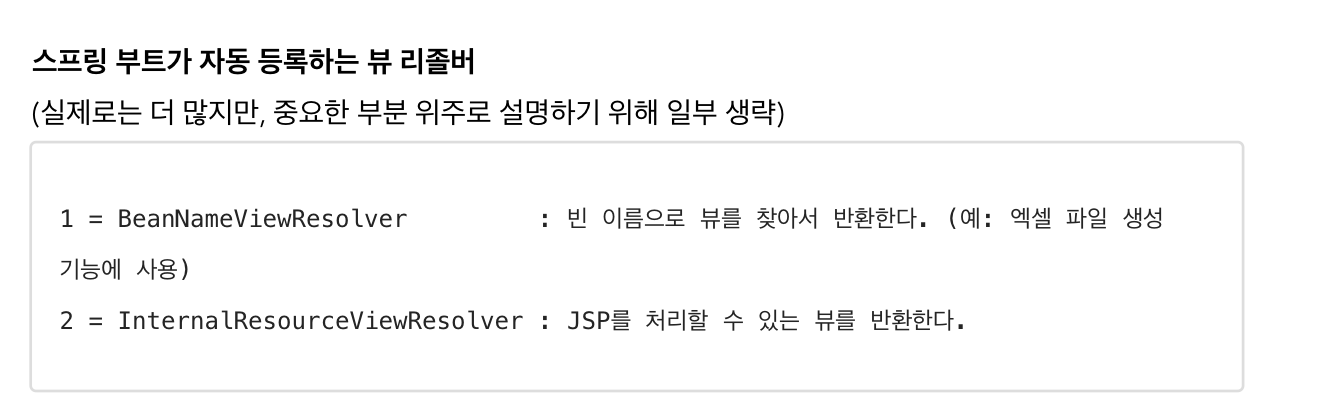 스프링 부트가 자동 등록하는 뷰 리졸버
(실제로는 더 많지만, 중요한 부분 위주로 설명하기 위해 일부 생략)
1 = BeanNameViewResolver         : 빈 이름으로 뷰를 찾아서 반환한다. (예: 엑셀 파일 생성
기능에 사용)
2 = InternalResourceViewResolver : JSP를 처리할 수 있는 뷰를 반환한다.